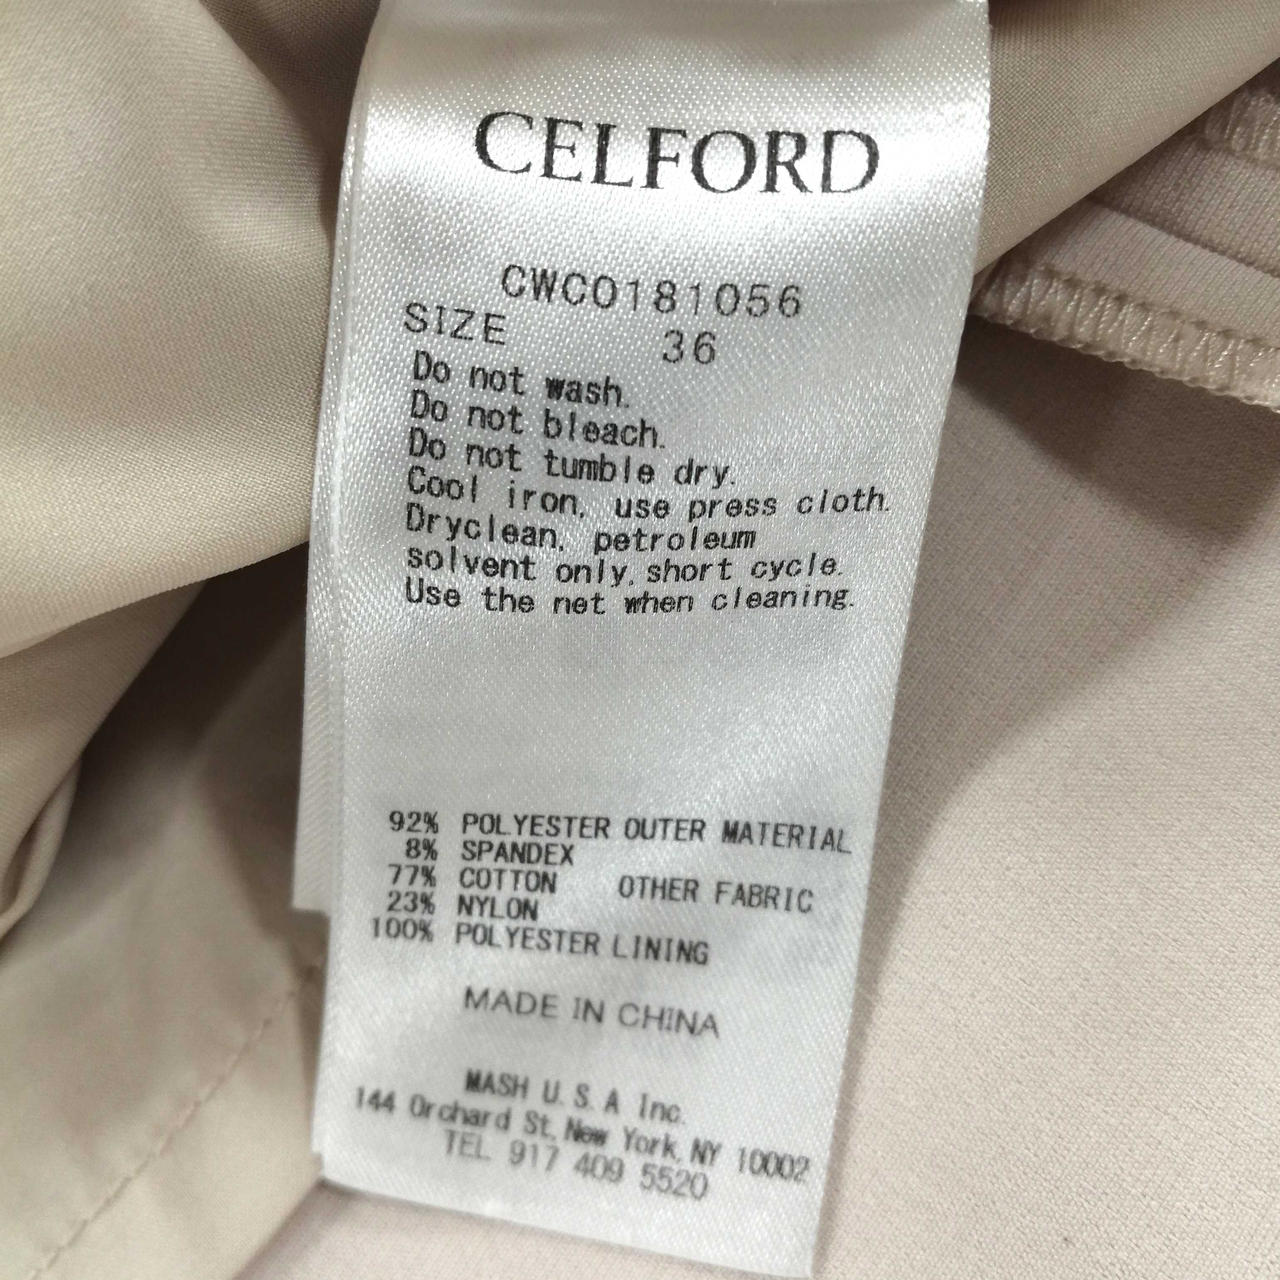 CELFORD
CWCO181056
SIZE 36
Do not wash.
Do not bleach.
Do not tumble dry.
Cool iron, use press cloth.
Dryclean, petroleum
solvent only, short cycle.
Use the net when cleaning.
92% POLYESTER OUTER MATERIAL
8% SPANDEX
77% COTTON OTHER FABRIC
23% NYLON
100% POLYESTER LINING
MADE IN CHINA
MASH U.S.A Inc.
144 Orchard St, New York, NY 10002
TEL 917 409 5520